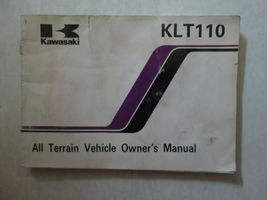 Kawasaki
KLT110
All Terrain Vehicle Owner's Manual